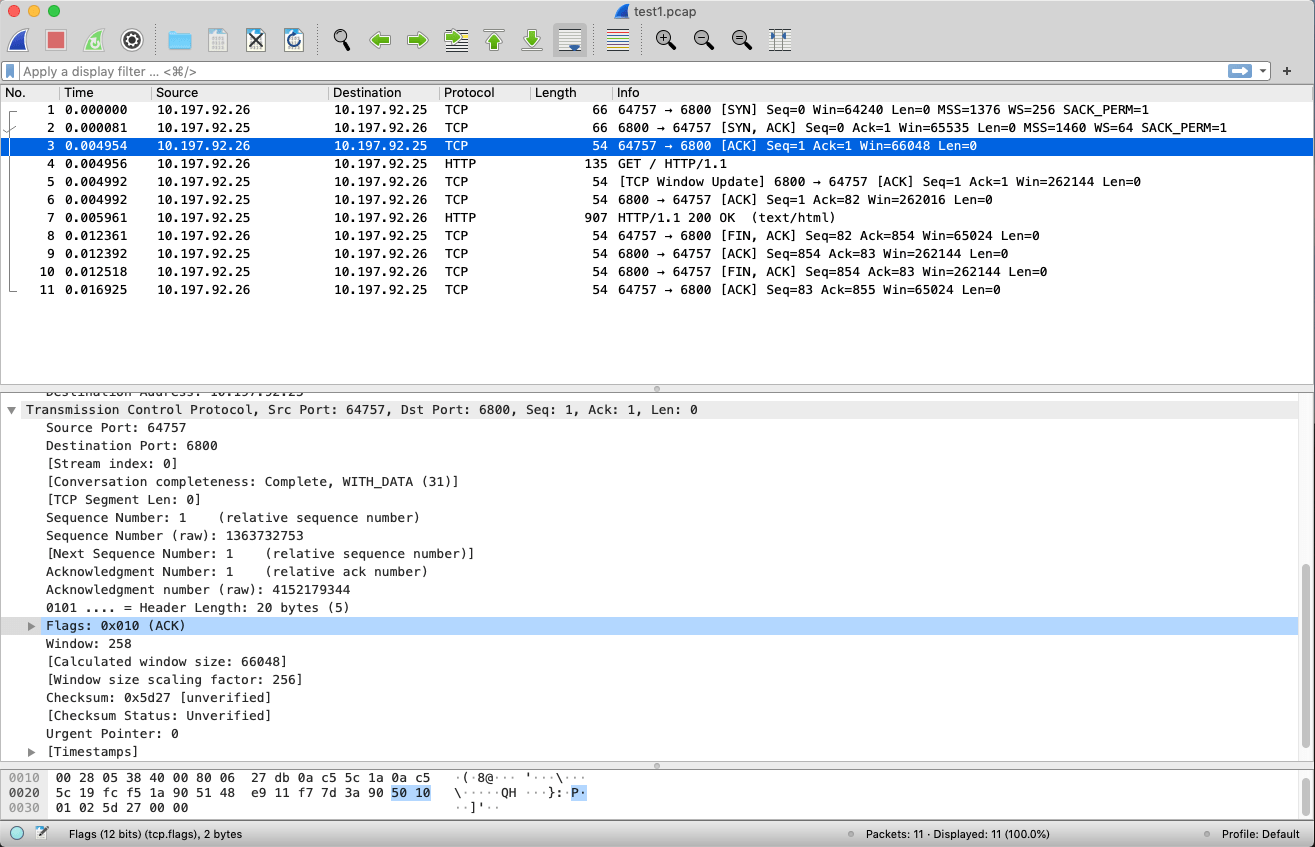 test1.pcap
Apply a display filter ... <⌘/>
No. Time Source Destination Protocol Length Info
1 0.000000 10.197.92.26 10.197.92.25 TCP 66 64757 → 6800 [SYN] Seq=0 Win=64240 Len=0 MSS=1376 WS=256 SACK_PERM=1
2 0.000081 10.197.92.25 10.197.92.26 TCP 66 6800 → 64757 [SYN, ACK] Seq=0 Ack=1 Win=65535 Len=0 MSS=1460 WS=64 SACK_PERM=1
3 0.004954 10.197.92.26 10.197.92.25 TCP 54 64757 → 6800 [ACK] Seq=1 Ack=1 Win=66048 Len=0
4 0.004956 10.197.92.26 10.197.92.25 HTTP 135 GET / HTTP/1.1
5 0.004992 10.197.92.25 10.197.92.26 TCP 54 [TCP Window Update] 6800 → 64757 [ACK] Seq=1 Ack=1 Win=262144 Len=0
6 0.004992 10.197.92.25 10.197.92.26 TCP 54 6800 → 64757 [ACK] Seq=1 Ack=82 Win=262016 Len=0
7 0.005961 10.197.92.25 10.197.92.26 HTTP 907 HTTP/1.1 200 OK  (text/html)
8 0.012361 10.197.92.26 10.197.92.25 TCP 54 64757 → 6800 [FIN, ACK] Seq=82 Ack=854 Win=65024 Len=0
9 0.012392 10.197.92.25 10.197.92.26 TCP 54 6800 → 64757 [ACK] Seq=854 Ack=83 Win=262144 Len=0
10 0.012518 10.197.92.25 10.197.92.26 TCP 54 6800 → 64757 [FIN, ACK] Seq=854 Ack=83 Win=262144 Len=0
11 0.016925 10.197.92.26 10.197.92.25 TCP 54 64757 → 6800 [ACK] Seq=83 Ack=855 Win=65024 Len=0
Destination Address: 10.197.92.25
Transmission Control Protocol, Src Port: 64757, Dst Port: 6800, Seq: 1, Ack: 1, Len: 0
Source Port: 64757
Destination Port: 6800
[Stream index: 0]
[Conversation completeness: Complete, WITH_DATA (31)]
[TCP Segment Len: 0]
Sequence Number: 1    (relative sequence number)
Sequence Number (raw): 1363732753
[Next Sequence Number: 1    (relative sequence number)]
Acknowledgment Number: 1    (relative ack number)
Acknowledgment number (raw): 4152179344
0101 .... = Header Length: 20 bytes (5)
Flags: 0x010 (ACK)
Window: 258
[Calculated window size: 66048]
[Window size scaling factor: 256]
Checksum: 0x5d27 [unverified]
[Checksum Status: Unverified]
Urgent Pointer: 0
[Timestamps]
0010 00 28 05 38 40 00 80 06  27 db 0a c5 5c 1a 0a c5 ·(·8@··· '···\···
0020 5c 19 fc f5 1a 90 51 48  e9 11 f7 7d 3a 90 50 10 \·····QH ···}:·P·
0030 01 02 5d 27 00 00 ··]'··
Flags (12 bits) (tcp.flags), 2 bytes Packets: 11 · Displayed: 11 (100.0%) Profile: Default